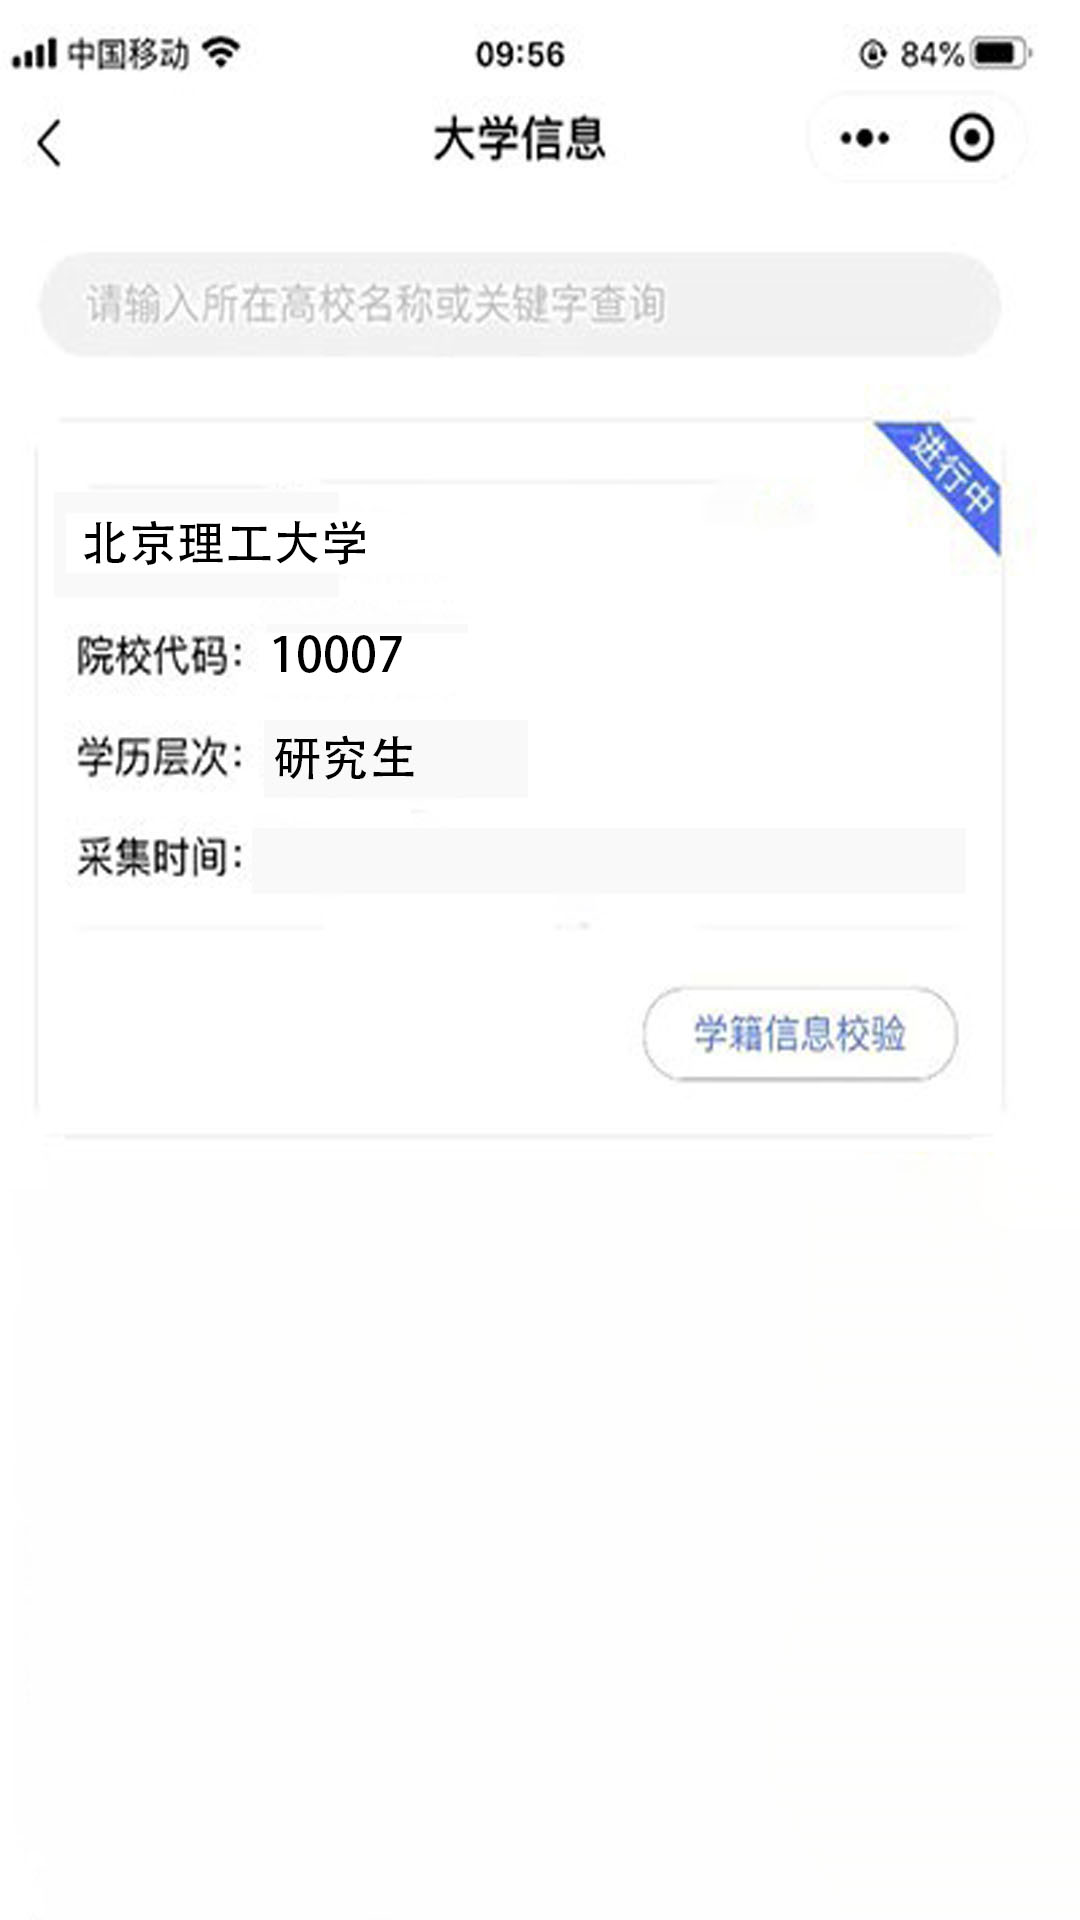 中国移动 09:56 84%
大学信息
请输入所在高校名称或关键字查询
进行中
北京理工大学
院校代码: 10007
学历层次: 研究生
采集时间:
学籍信息校验